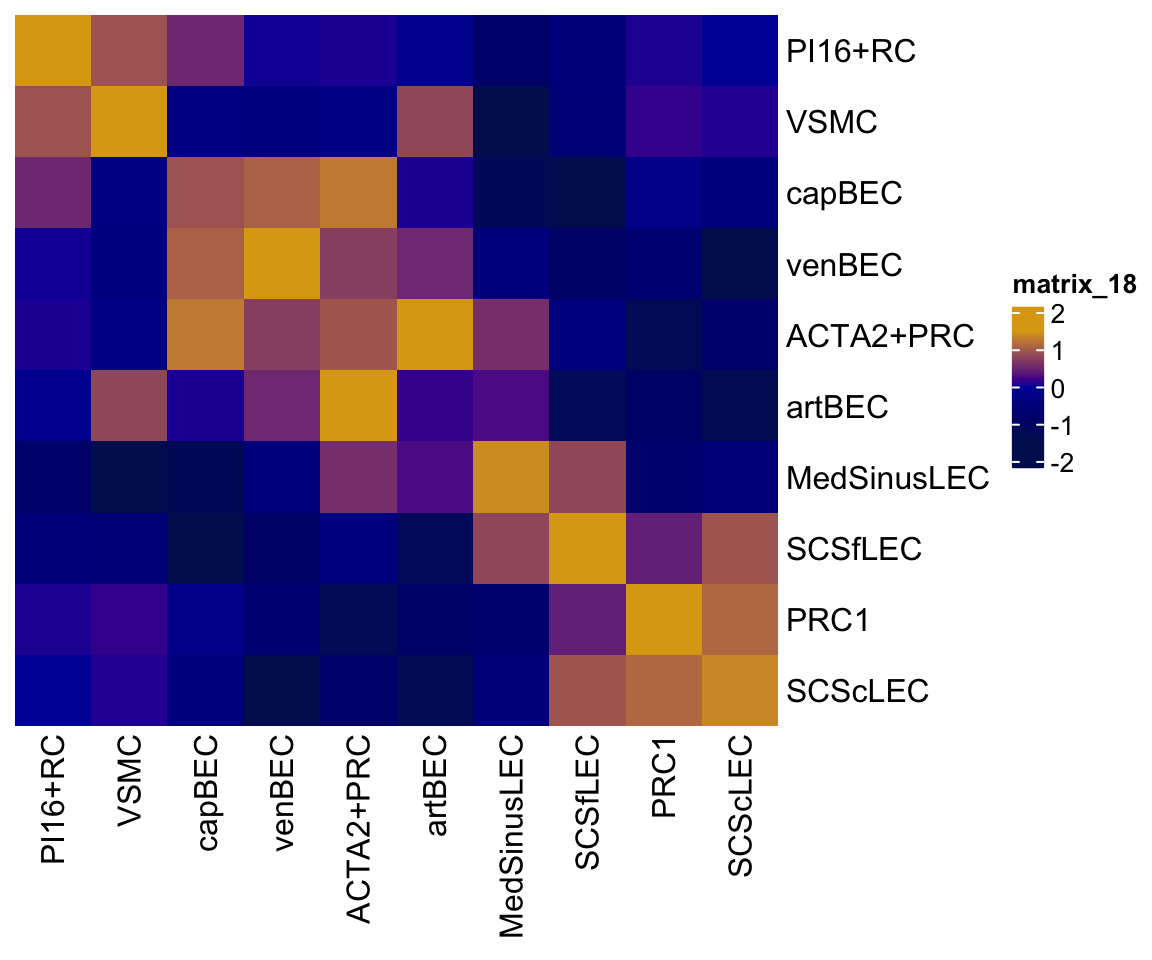 PI16+RC
VSMC
capBEC
venBEC
ACTA2+PRC
artBEC
MedSinusLEC
SCSfLEC
PRC1
SCScLEC
matrix_18
2
1
0
-1
-2
PI16+RC
VSMC
capBEC
venBEC
ACTA2+PRC
artBEC
MedSinusLEC
SCSfLEC
PRC1
SCScLEC